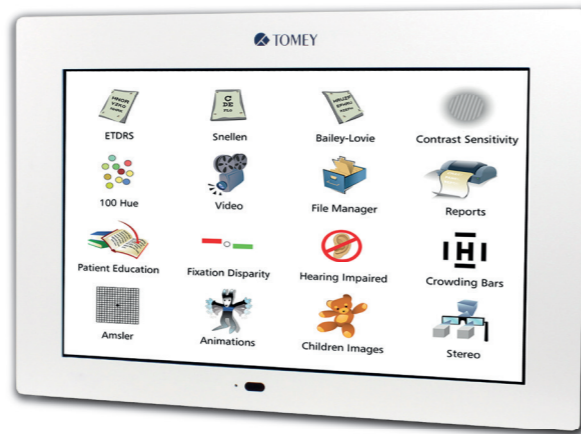 TOMEY
ETDRS
Snellen
Bailey-Lovie
Contrast Sensitivity
100 Hue
Video
File Manager
Reports
Patient Education
Fixation Disparity
Hearing Impaired
Crowding Bars
Amsler
Animations
Children Images
Stereo